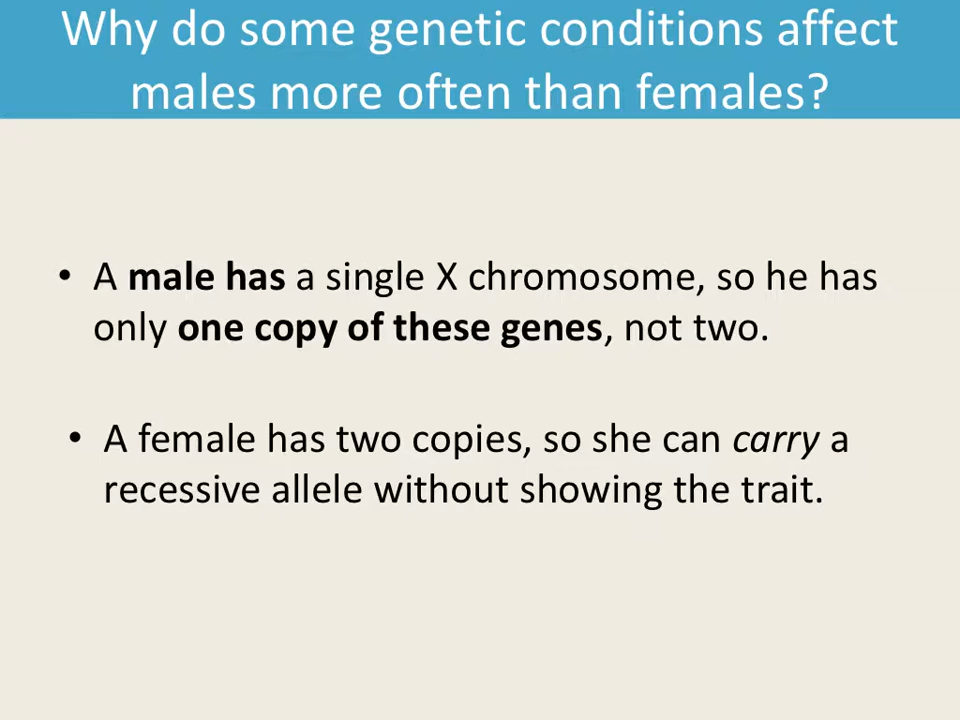 Why do some genetic conditions affect
males more often than females?
• A male has a single X chromosome, so he has
only one copy of these genes, not two.
• A female has two copies, so she can carry a
recessive allele without showing the trait.